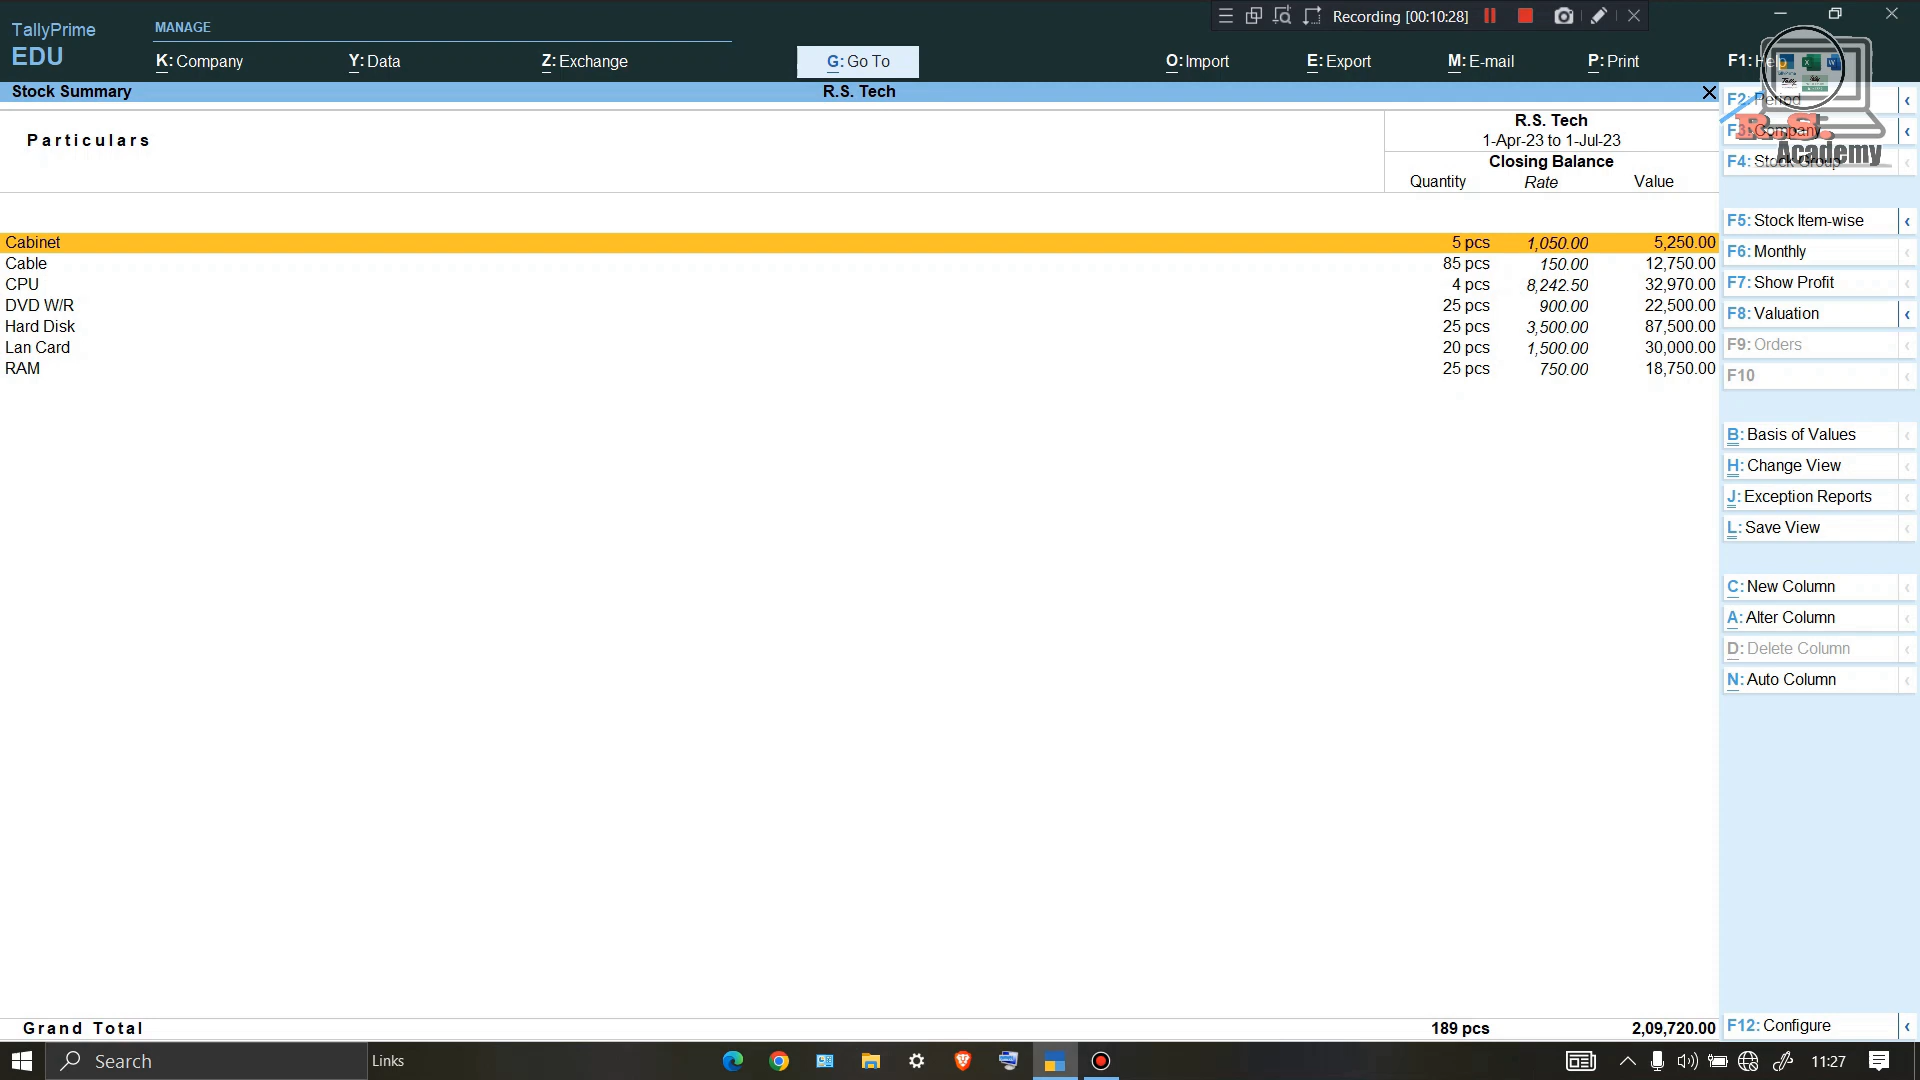 Recording [00:10:28]
TallyPrime
EDU
MANAGE
K: Company
Y: Data
Z: Exchange
G: Go To
O: Import
E: Export
M: E-mail
P: Print
F1: Help
Stock Summary
R.S. Tech
Particulars
R.S. Tech
1-Apr-23 to 1-Jul-23
Closing Balance
Quantity Rate Value
Cabinet 5 pcs 1,050.00 5,250.00
Cable 85 pcs 150.00 12,750.00
CPU 4 pcs 8,242.50 32,970.00
DVD W/R 25 pcs 900.00 22,500.00
Hard Disk 25 pcs 3,500.00 87,500.00
Lan Card 20 pcs 1,500.00 30,000.00
RAM 25 pcs 750.00 18,750.00
Grand Total 189 pcs 2,09,720.00
F2: Period
F3: Company
F4: Stock Group
R.S.
Academy
F5: Stock Item-wise
F6: Monthly
F7: Show Profit
F8: Valuation
F9: Orders
F10
B: Basis of Values
H: Change View
J: Exception Reports
L: Save View
C: New Column
A: Alter Column
D: Delete Column
N: Auto Column
F12: Configure
Search
Links
11:27